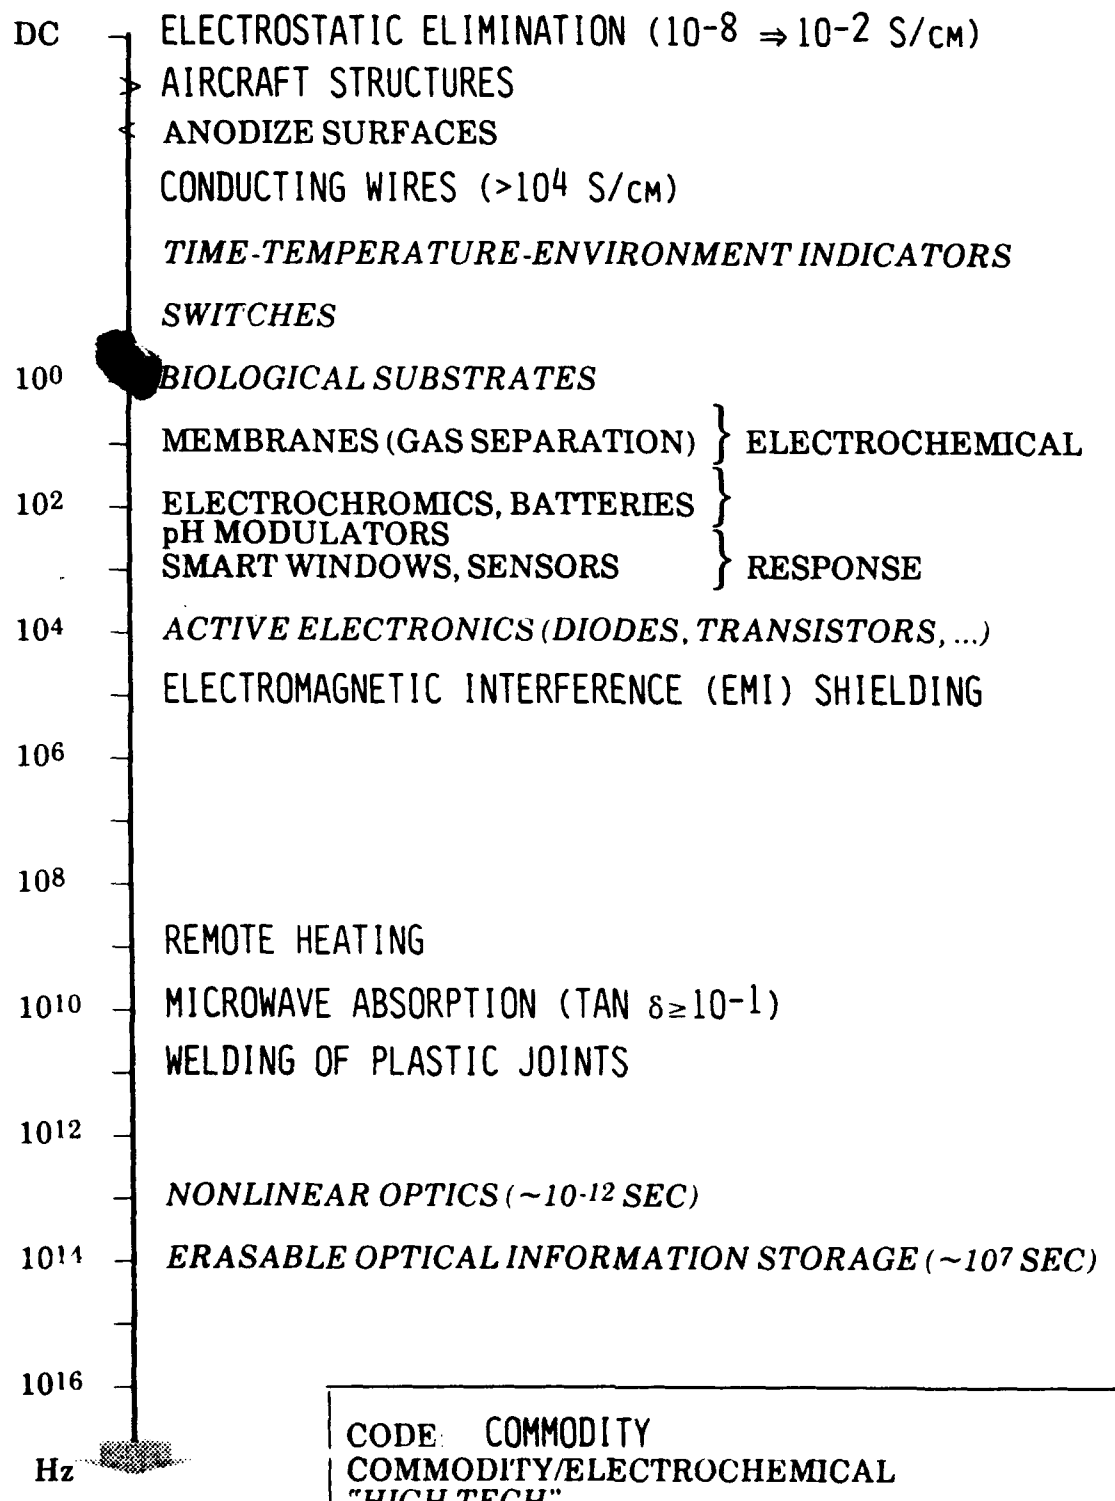 DC ELECTROSTATIC ELIMINATION (10-8 ⇒ 10-2 S/CM)
AIRCRAFT STRUCTURES
ANODIZE SURFACES
CONDUCTING WIRES (>10⁴ S/CM)
TIME-TEMPERATURE-ENVIRONMENT INDICATORS
SWITCHES
10⁰ BIOLOGICAL SUBSTRATES
MEMBRANES (GAS SEPARATION) } ELECTROCHEMICAL
10² ELECTROCHROMICS, BATTERIES }
pH MODULATORS
SMART WINDOWS, SENSORS } RESPONSE
10⁴ ACTIVE ELECTRONICS (DIODES, TRANSISTORS, ...)
ELECTROMAGNETIC INTERFERENCE (EMI) SHIELDING
10⁶
10⁸
REMOTE HEATING
10¹⁰ MICROWAVE ABSORPTION (TAN δ≥10-1)
WELDING OF PLASTIC JOINTS
10¹²
NONLINEAR OPTICS (~10-¹² SEC)
10¹⁴ ERASABLE OPTICAL INFORMATION STORAGE (~10⁷ SEC)
10¹⁶
CODE: COMMODITY
Hz COMMODITY/ELECTROCHEMICAL
"HIGH TECH"